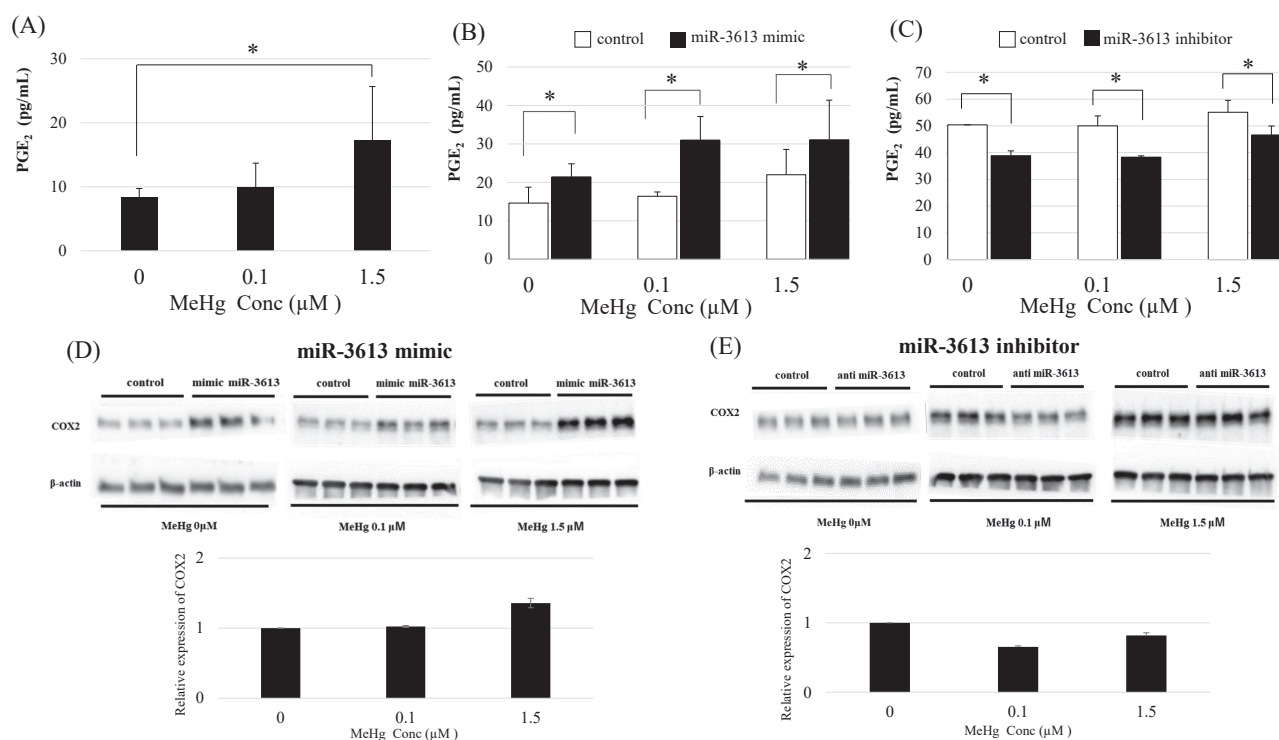 (A)
30
20
10
0
PGE₂ (pg/mL)
*
0 0.1 1.5
MeHg Conc (µM )
(B)
control miR-3613 mimic
50
40
30
20
10
0
PGE₂ (pg/mL)
* * *
0 0.1 1.5
MeHg Conc (µM )
(C)
control miR-3613 inhibitor
70
60
50
40
30
20
10
0
PGE₂ (pg/mL)
* * *
0 0.1 1.5
MeHg Conc (µM )
(D)
miR-3613 mimic
control mimic miR-3613 control mimic miR-3613 control mimic miR-3613
COX2
β-actin
MeHg 0µM MeHg 0.1 µM MeHg 1.5 µM
2
1
0
Relative expression of COX2
0 0.1 1.5
MeHg Conc (µM )
(E)
miR-3613 inhibitor
control anti miR-3613 control anti miR-3613 control anti miR-3613
COX2
β-actin
MeHg 0µM MeHg 0.1 µM MeHg 1.5 µM
2
1
0
Relative expression of COX2
0 0.1 1.5
MeHg Conc (µM )